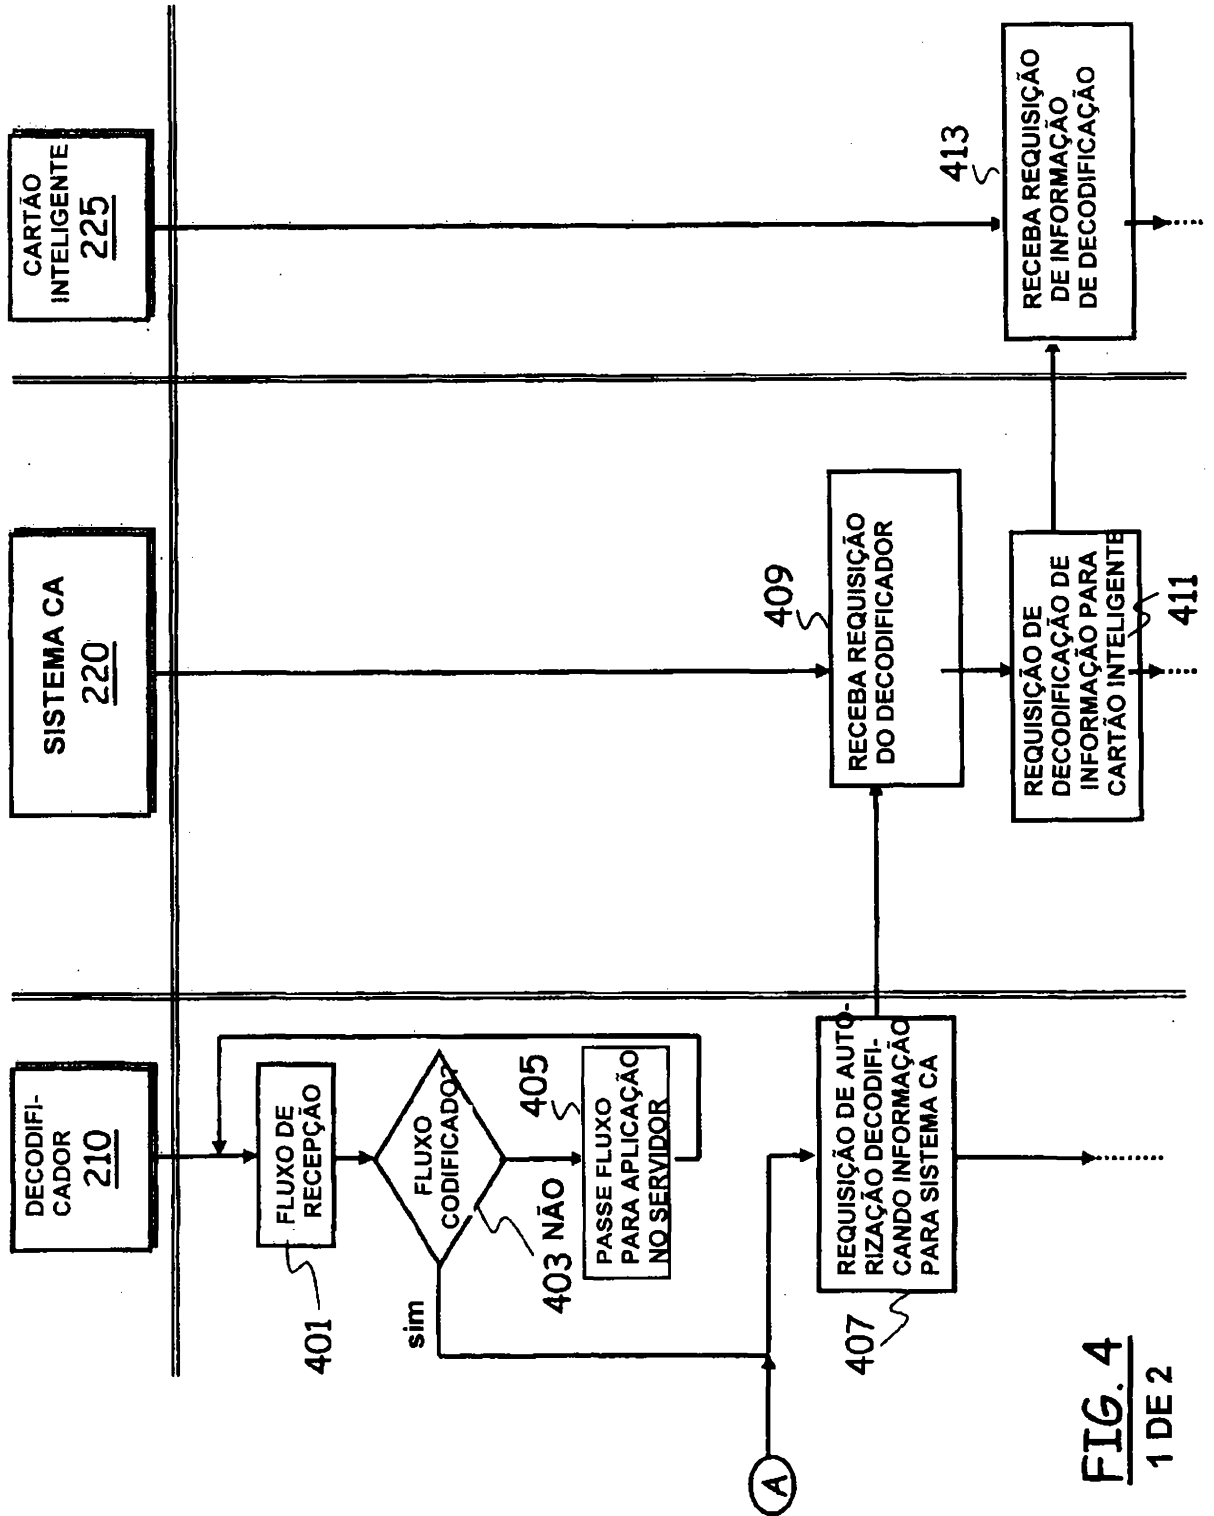 DECODIFI-
CADOR
210
SISTEMA CA
220
CARTÃO
INTELIGENTE
225
FLUXO DE
RECEPÇÃO
401
FLUXO
CODIFICADO?
403
NÃO
sim
405
PASSE FLUXO
PARA APLICAÇÃO
NO SERVIDOR
A
REQUISIÇÃO DE AUTO-
RIZAÇÃO DECODIFI-
CANDO INFORMAÇÃO
PARA SISTEMA CA
407
409
RECEBA REQUISIÇÃO
DO DECODIFICADOR
REQUISIÇÃO DE
DECODIFICAÇÃO DE
INFORMAÇÃO PARA
CARTÃO INTELIGENTE
411
413
RECEBA REQUISIÇÃO
DE INFORMAÇÃO
DE DECODIFICAÇÃO
FIG. 4
1 DE 2